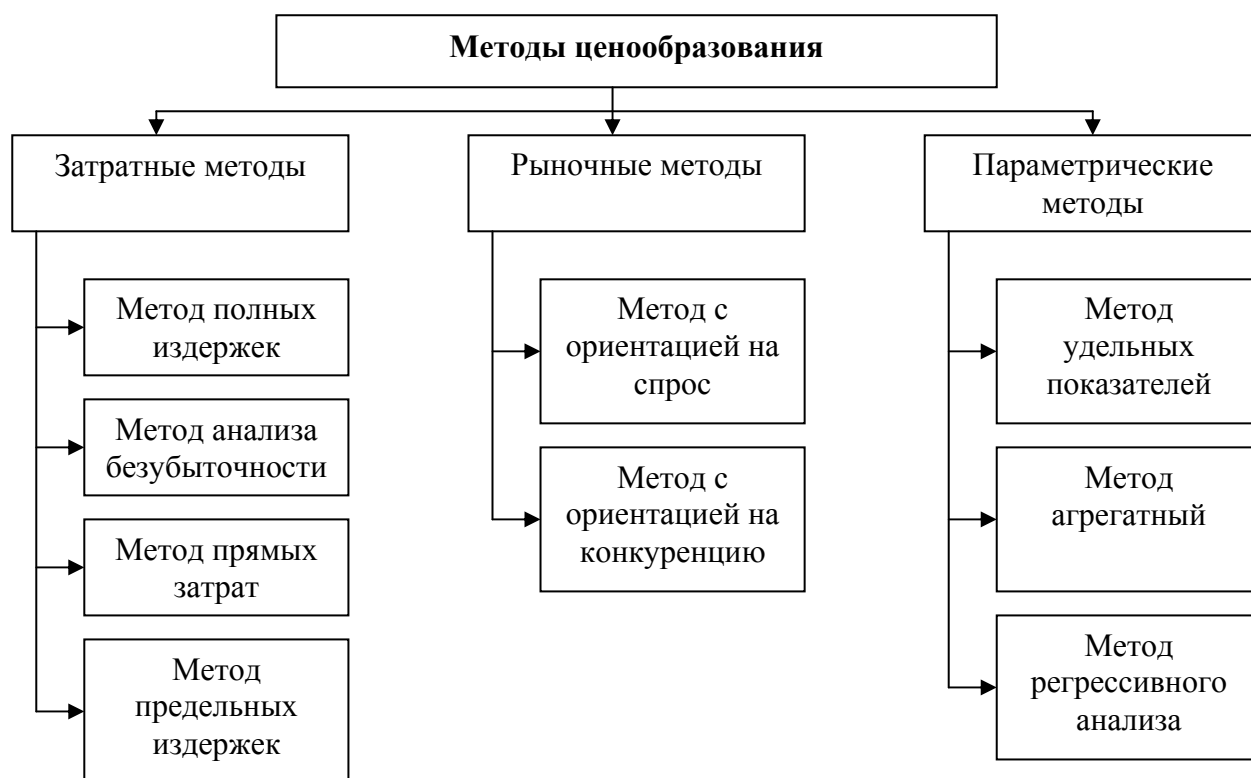 Методы ценообразования
Затратные методы
Рыночные методы
Параметрические
методы
Метод полных
издержек
Метод анализа
безубыточности
Метод прямых
затрат
Метод
предельных
издержек
Метод с
ориентацией на
спрос
Метод с
ориентацией на
конкуренцию
Метод
удельных
показателей
Метод
агрегатный
Метод
регрессивного
анализа